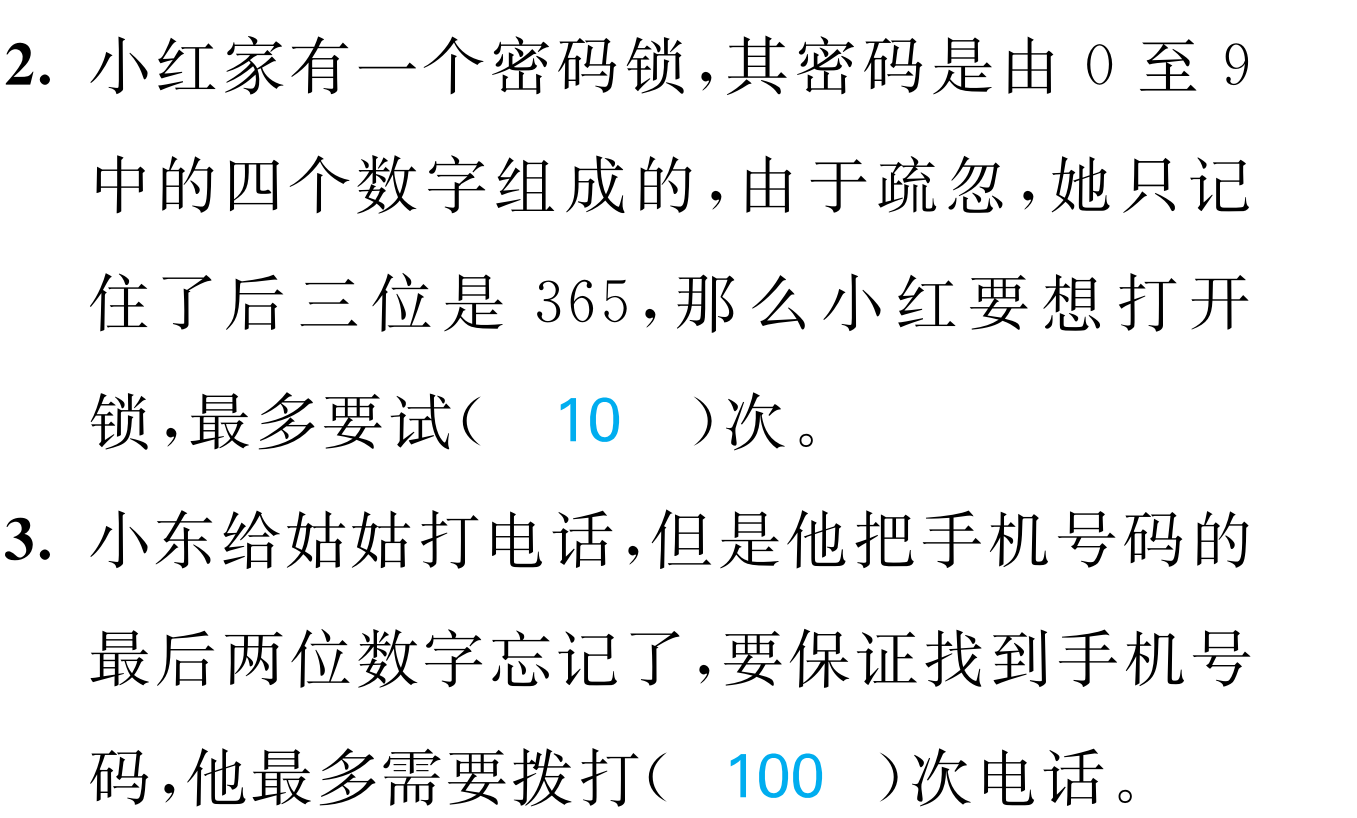 2. 小红家有一个密码锁,其密码是由 0 至 9
中的四个数字组成的,由于疏忽,她只记
住了后三位是 365,那么小红要想打开
锁,最多要试( 10 )次。
3. 小东给姑姑打电话,但是他把手机号码的
最后两位数字忘记了,要保证找到手机号
码,他最多需要拨打( 100 )次电话。